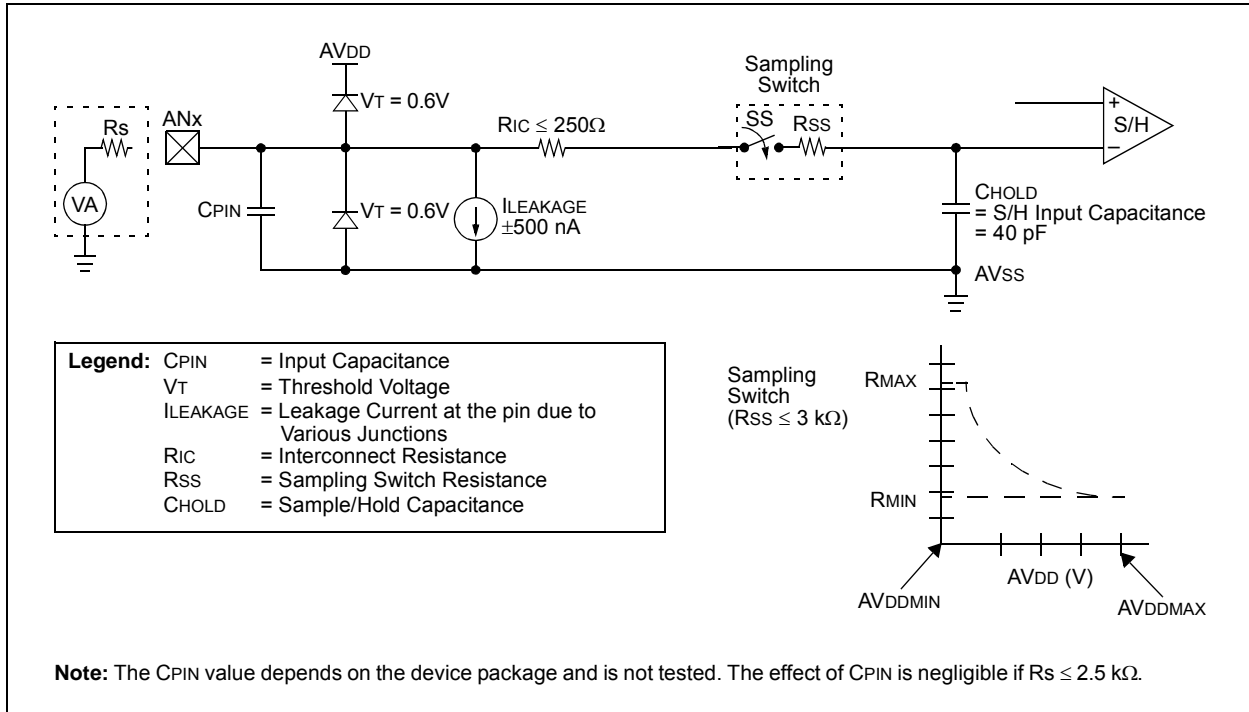 AVDD
VT = 0.6V
Sampling
Switch
Rs
ANx
RIC ≤ 250Ω
SS
RSS
+
S/H
–
VA
CPIN
VT = 0.6V
ILEAKAGE
±500 nA
CHOLD
= S/H Input Capacitance
= 40 pF
AVSS
Legend: CPIN = Input Capacitance
VT = Threshold Voltage
ILEAKAGE = Leakage Current at the pin due to
Various Junctions
RIC = Interconnect Resistance
RSS = Sampling Switch Resistance
CHOLD = Sample/Hold Capacitance
Sampling
Switch
(RSS ≤ 3 kΩ)
RMAX
RMIN
AVDDMIN
AVDD (V)
AVDDMAX
Note: The CPIN value depends on the device package and is not tested. The effect of CPIN is negligible if Rs ≤ 2.5 kΩ.